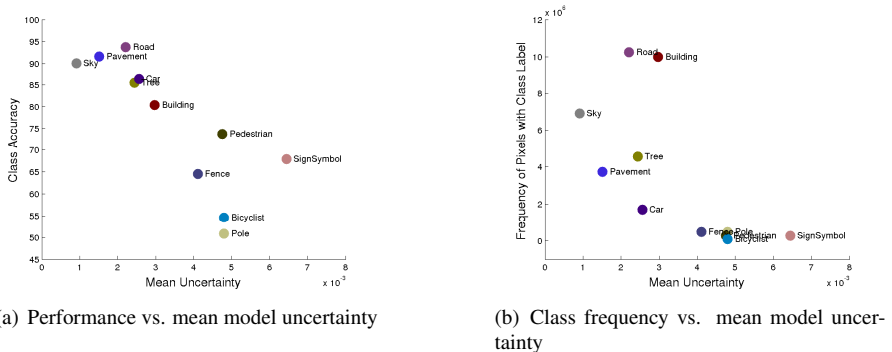 100
95
90
85
80
75
70
65
60
55
50
45
Class Accuracy
Road
Pavement
Sky
Car
Tree
Building
Pedestrian
SignSymbol
Fence
Bicyclist
Pole
0 1 2 3 4 5 6 7 8
Mean Uncertainty
x 10⁻³
a) Performance vs. mean model uncertainty
x 10⁶
12
10
8
6
4
2
0
Frequency of Pixels with Class Label
Road
Building
Sky
Tree
Pavement
Car
Fence
Pole
Pedestrian
Bicyclist
SignSymbol
0 1 2 3 4 5 6 7 8
Mean Uncertainty
x 10⁻³
(b) Class frequency vs. mean model uncer-
tainty